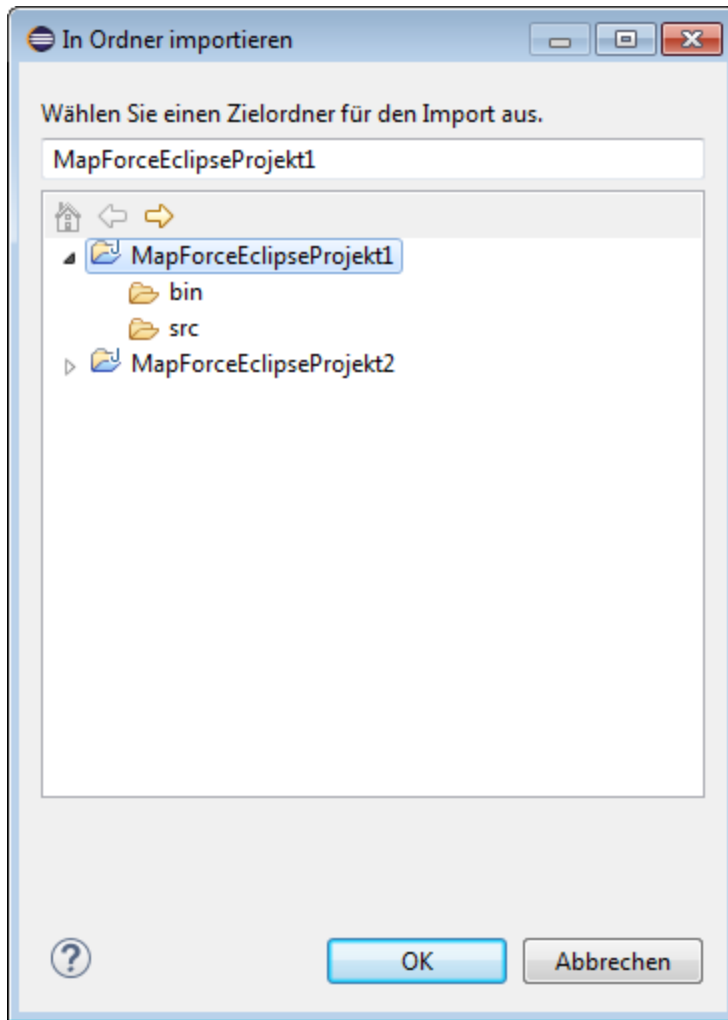 In Ordner importieren
Wählen Sie einen Zielordner für den Import aus.
MapForceEclipseProjekt1
MapForceEclipseProjekt1
bin
src
MapForceEclipseProjekt2
OK
Abbrechen